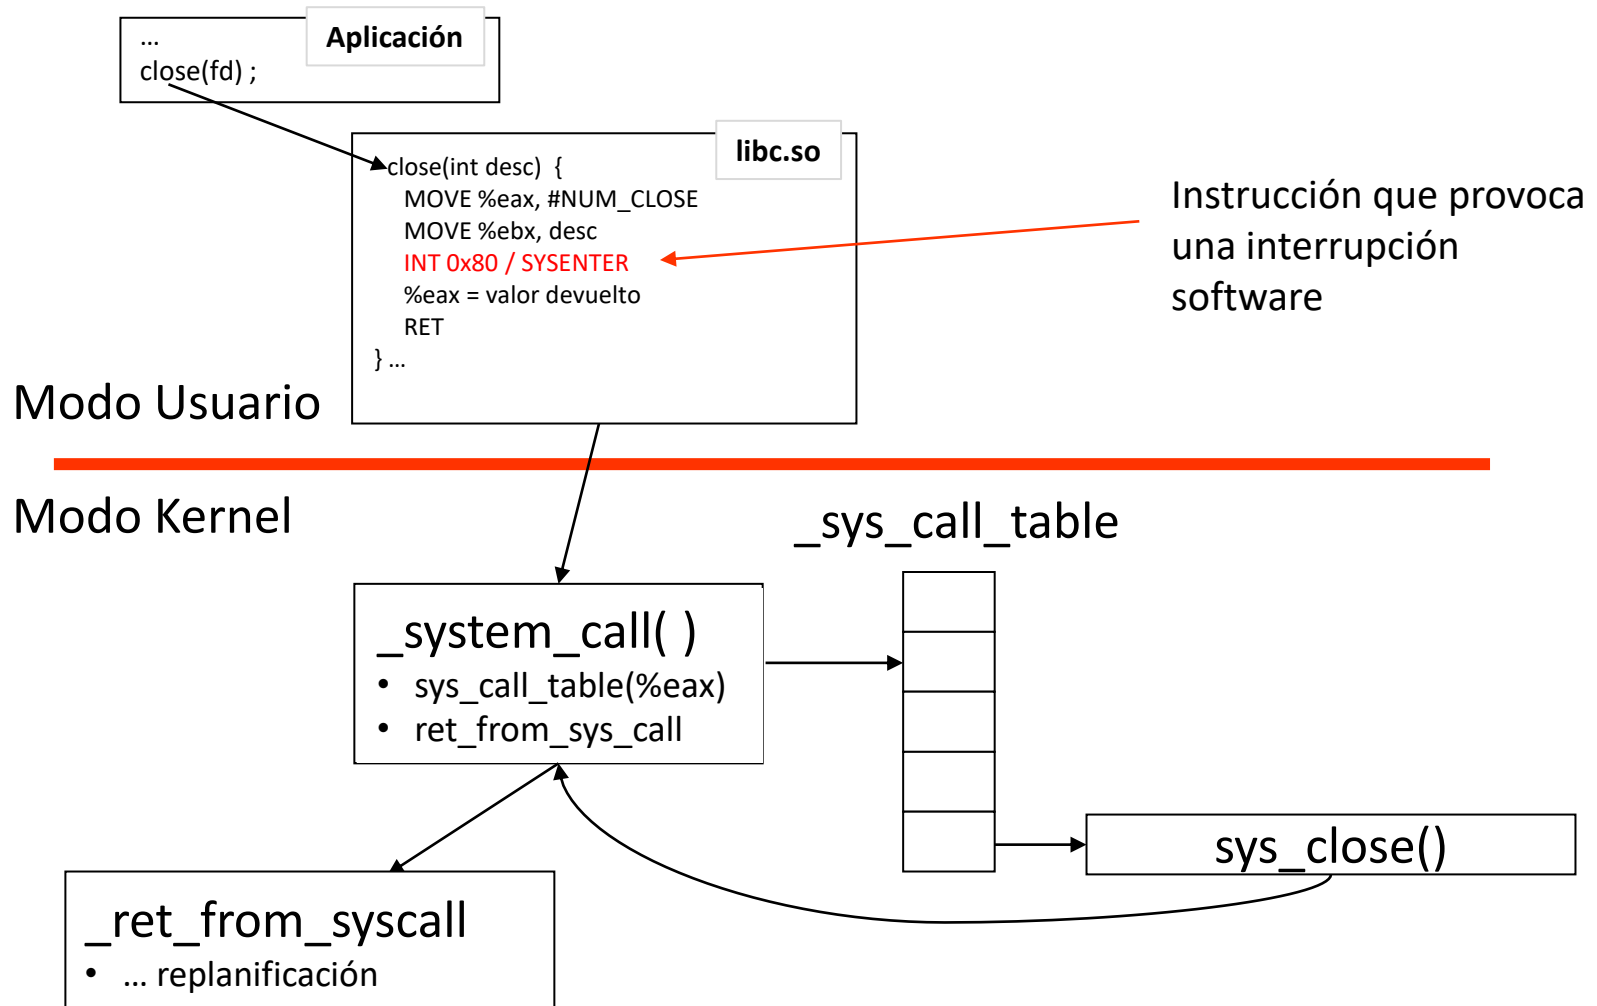 ...
Aplicación
close(fd) ;
libc.so
close(int desc) {
MOVE %eax, #NUM_CLOSE
MOVE %ebx, desc
INT 0x80 / SYSENTER
%eax = valor devuelto
RET
} ...
Instrucción que provoca
una interrupción
software
Modo Usuario
Modo Kernel
_sys_call_table
_system_call( )
• sys_call_table(%eax)
• ret_from_sys_call
sys_close()
_ret_from_syscall
• ... replanificación